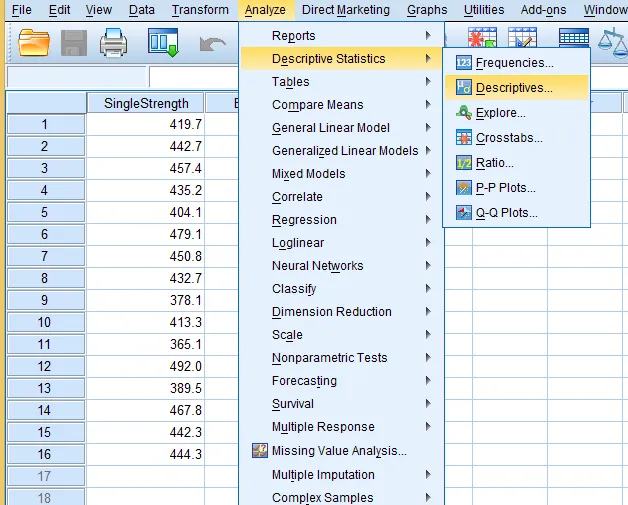 File Edit View Data Transform Analyze Direct Marketing Graphs Utilities Add-ons Window
Reports
Descriptive Statistics
Tables
Compare Means
General Linear Model
Generalized Linear Models
Mixed Models
Correlate
Regression
Loglinear
Neural Networks
Classify
Dimension Reduction
Scale
Nonparametric Tests
Forecasting
Survival
Multiple Response
Missing Value Analysis...
Multiple Imputation
Complex Samples
Frequencies...
Descriptives...
Explore...
Crosstabs...
Ratio...
P-P Plots...
Q-Q Plots...
SingleStrength
1 419.7
2 442.7
3 457.4
4 435.2
5 404.1
6 479.1
7 450.8
8 432.7
9 378.1
10 413.3
11 365.1
12 492.0
13 389.5
14 467.8
15 442.3
16 444.3
17
18